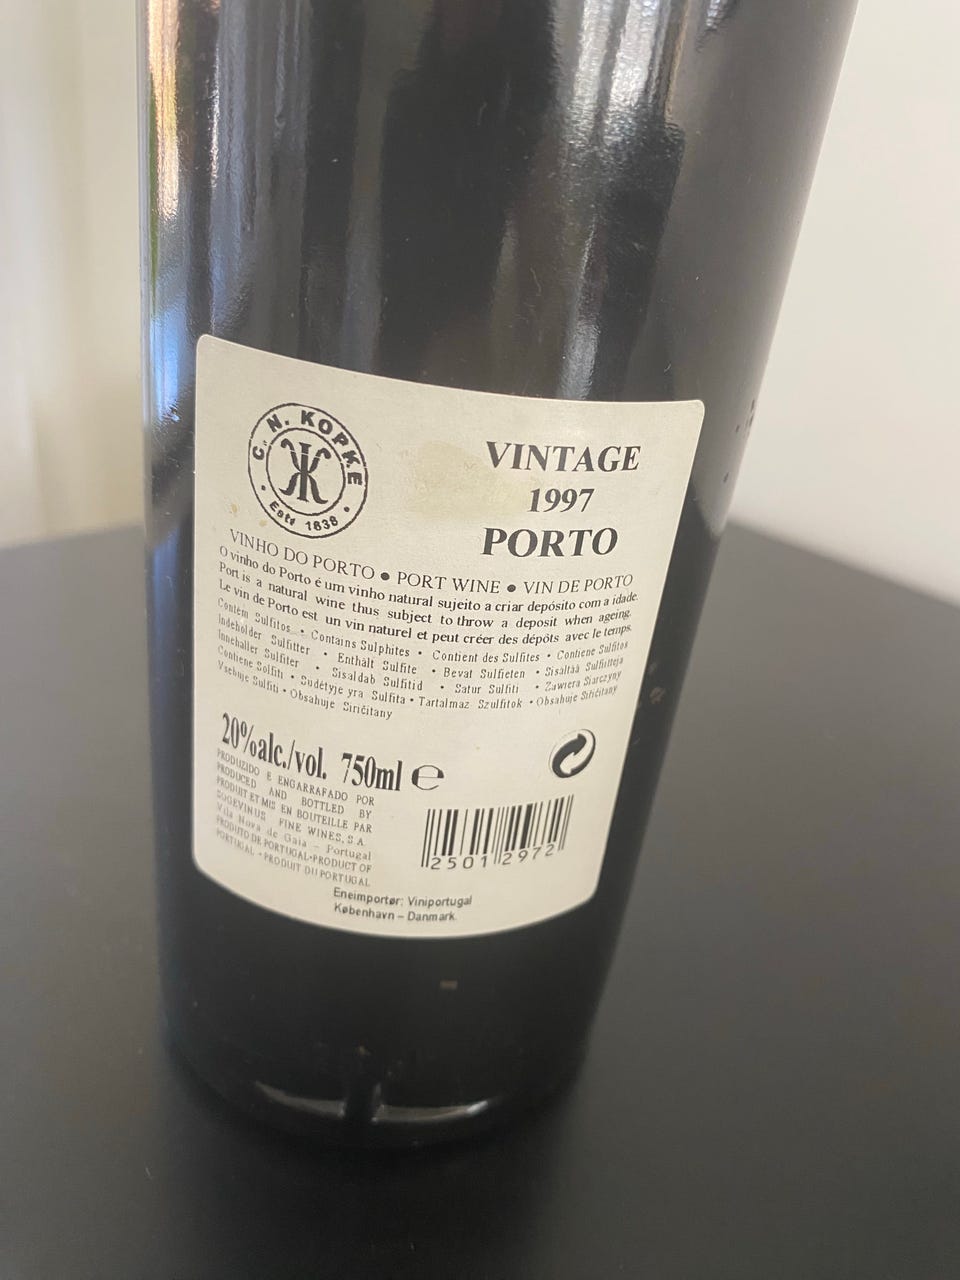 C. N. KOPKE
Estd 1638
VINTAGE
1997
PORTO
VINHO DO PORTO ● PORT WINE ● VIN DE PORTO
O vinho do Porto é um vinho natural sujeito a criar depósito com a idade.
Port is a natural wine thus subject to throw a deposit when ageing.
Le vin de Porto est un vin naturel et peut créer des dépôts avec le temps.
Contém Sulfitos • Contains Sulphites • Contient des Sulfites • Contiene Sulfitos
Indeholder Sulfitter • Enthält Sulfite • Bevat Sulfieten • Sisältää Sulfiitteja
Innehaller Sulfiter • Sisaldab Sulfitid • Satur Sulfiti • Zawiera Siarczyny
Contiene Solfiti • Sudėtyje yra Sulfita • Tartalmaz Szulfitok • Obsahuje Siřičitany
Vsebuje Sulfiti • Obsahuje Siričitany
20%alc./vol. 750ml ℮
PRODUZIDO E ENGARRAFADO POR
PRODUCED AND BOTTLED BY
PRODUIT ET MIS EN BOUTEILLE PAR
SOGEVINUS FINE WINES, S.A.
Vila Nova de Gaia - Portugal
PRODUTO DE PORTUGAL-PRODUCT OF
PORTUGAL - PRODUIT DU PORTUGAL
25012972
Eneimportør: Viniportugal
København – Danmark.